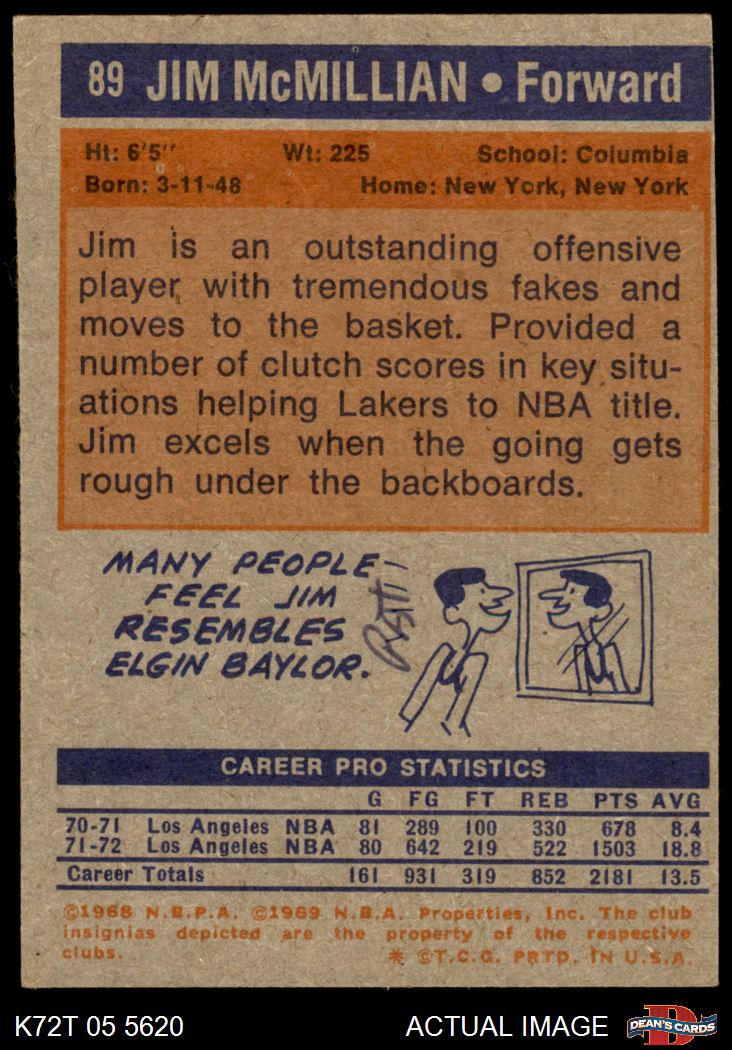 89 JIM McMILLIAN • Forward
Ht: 6'5" Wt: 225 School: Columbia
Born: 3-11-48 Home: New York, New York
Jim is an outstanding offensive
player with tremendous fakes and
moves to the basket. Provided a
number of clutch scores in key situ-
ations helping Lakers to NBA title.
Jim excels when the going gets
rough under the backboards.
MANY PEOPLE
FEEL JIM
RESEMBLES
ELGIN BAYLOR.
CAREER PRO STATISTICS
G FG FT REB PTS AVG
70-71 Los Angeles NBA 81 289 100 330 678 8.4
71-72 Los Angeles NBA 80 642 219 522 1503 18.8
Career Totals 161 931 319 852 2181 13.5
©1968 N.B.P.A. ©1969 N.B.A. Properties, Inc. The club
insignias depicted are the property of the respective
clubs. * ©T.C.G. PRTD. IN U.S.A.
K72T 05 5620 ACTUAL IMAGE DEAN'S CARDS